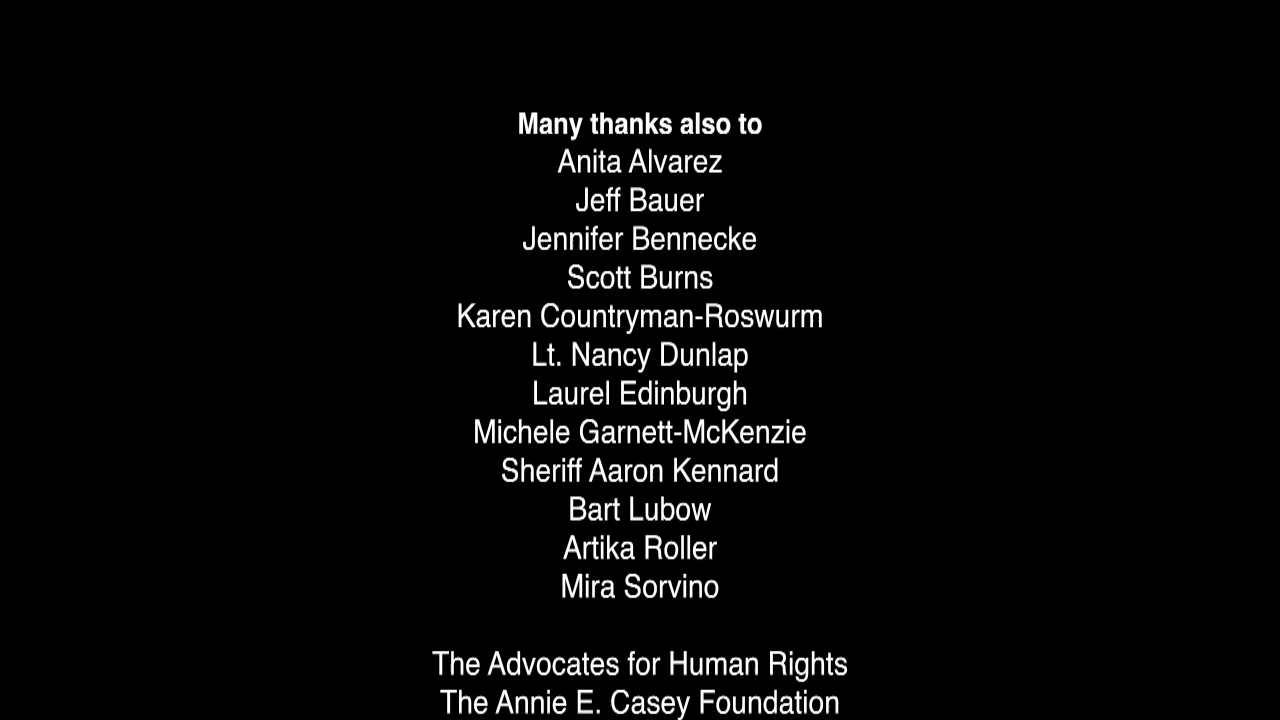 Many thanks also to
Anita Alvarez
Jeff Bauer
Jennifer Bennecke
Scott Burns
Karen Countryman-Roswurm
Lt. Nancy Dunlap
Laurel Edinburgh
Michele Garnett-McKenzie
Sheriff Aaron Kennard
Bart Lubow
Artika Roller
Mira Sorvino
The Advocates for Human Rights
The Annie E. Casey Foundation